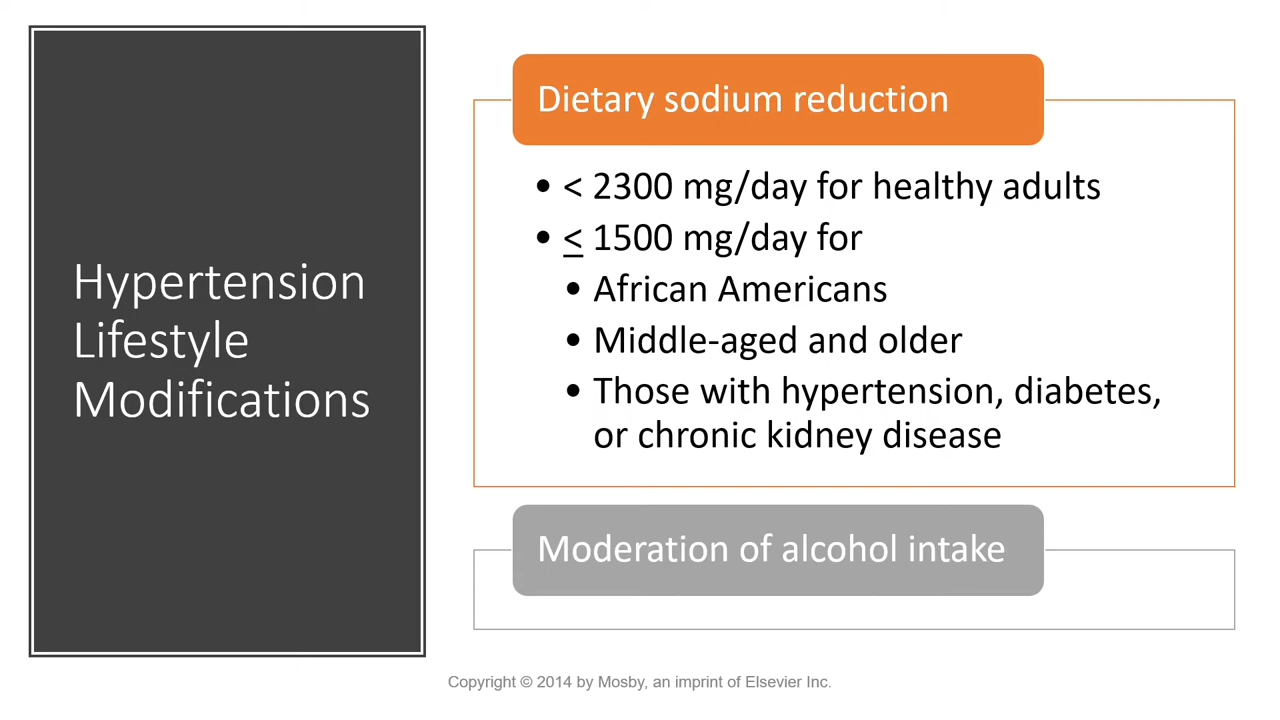 Hypertension
Lifestyle
Modifications
Dietary sodium reduction
• < 2300 mg/day for healthy adults
• ≤ 1500 mg/day for
• African Americans
• Middle-aged and older
• Those with hypertension, diabetes,
or chronic kidney disease
Moderation of alcohol intake
Copyright © 2014 by Mosby, an imprint of Elsevier Inc.